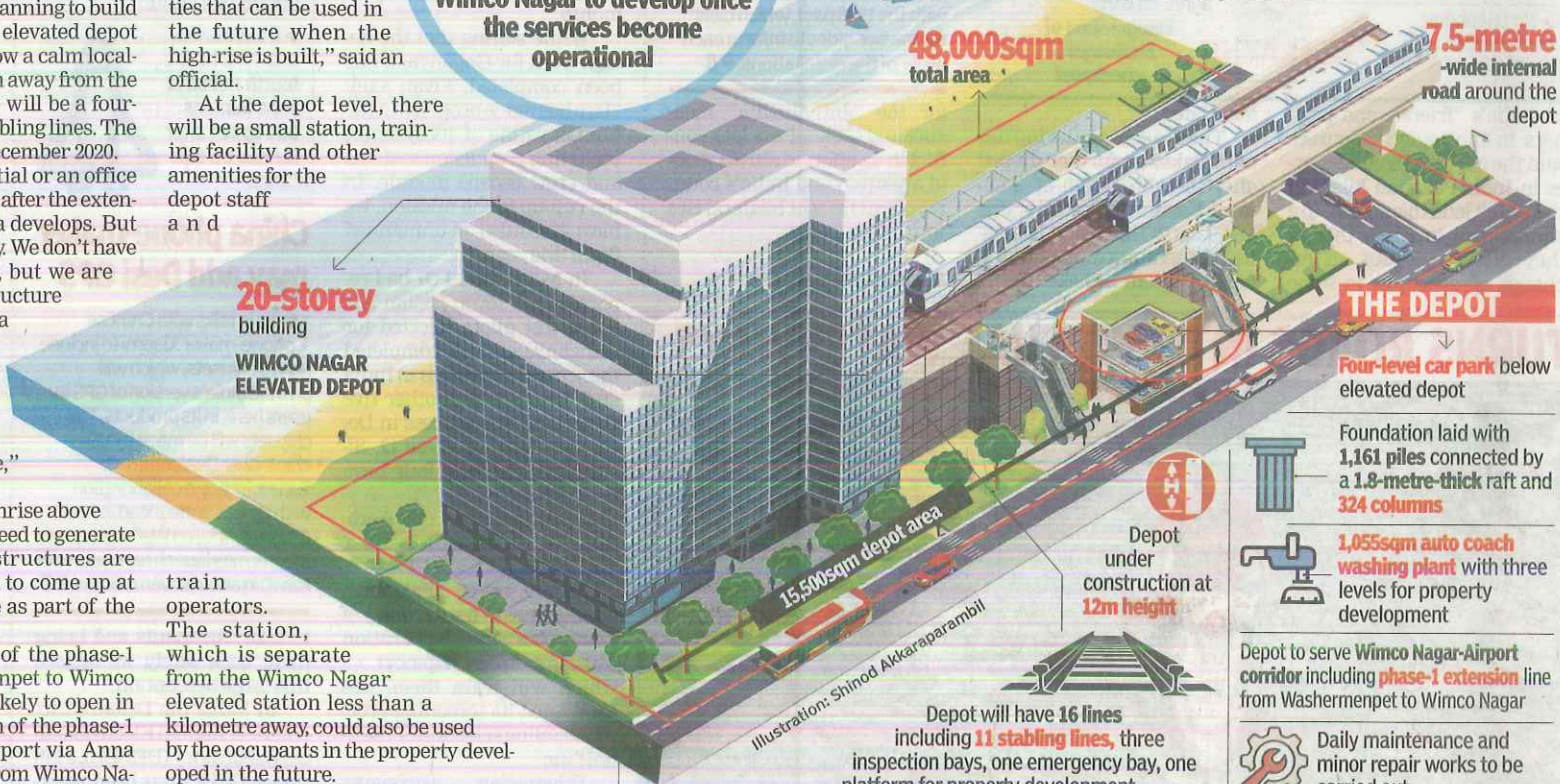 anning to build
elevated depot
ow a calm local-
away from the
will be a four-
bling lines. The
cember 2020.
tial or an office
after the exten-
a develops. But
y. We don't have
, but we are
ucture
a
e,”
nrise above
eed to generate
structures are
to come up at
e as part of the
of the phase-1
npet to Wimco
kely to open in
n of the phase-1
port via Anna
om Wimco Na-
ties that can be used in
the future when the
high-rise is built,” said an
official.
At the depot level, there
will be a small station, train-
ing facility and other
amenities for the
depot staff
and
train
operators.
The station,
which is separate
from the Wimco Nagar
elevated station less than a
kilometre away, could also be used
by the occupants in the property devel-
oped in the future.
Wimco Nagar to develop once
the services become
operational
48,000sqm
total area
7.5-metre
-wide internal
road around the
depot
20-storey
building
WIMCO NAGAR
ELEVATED DEPOT
15,500sqm depot area
Illustration: Shinod Akkaraparambil
THE DEPOT
Four-level car park below
elevated depot
Foundation laid with
1,161 piles connected by
a 1.8-metre-thick raft and
324 columns
H
Depot
under
construction at
12m height
1,055sqm auto coach
washing plant with three
levels for property
development
Depot to serve Wimco Nagar-Airport
corridor including phase-1 extension line
from Washermenpet to Wimco Nagar
Depot will have 16 lines
including 11 stabling lines, three
inspection bays, one emergency bay, one
platform for property development
Daily maintenance and
minor repair works to be
carried out